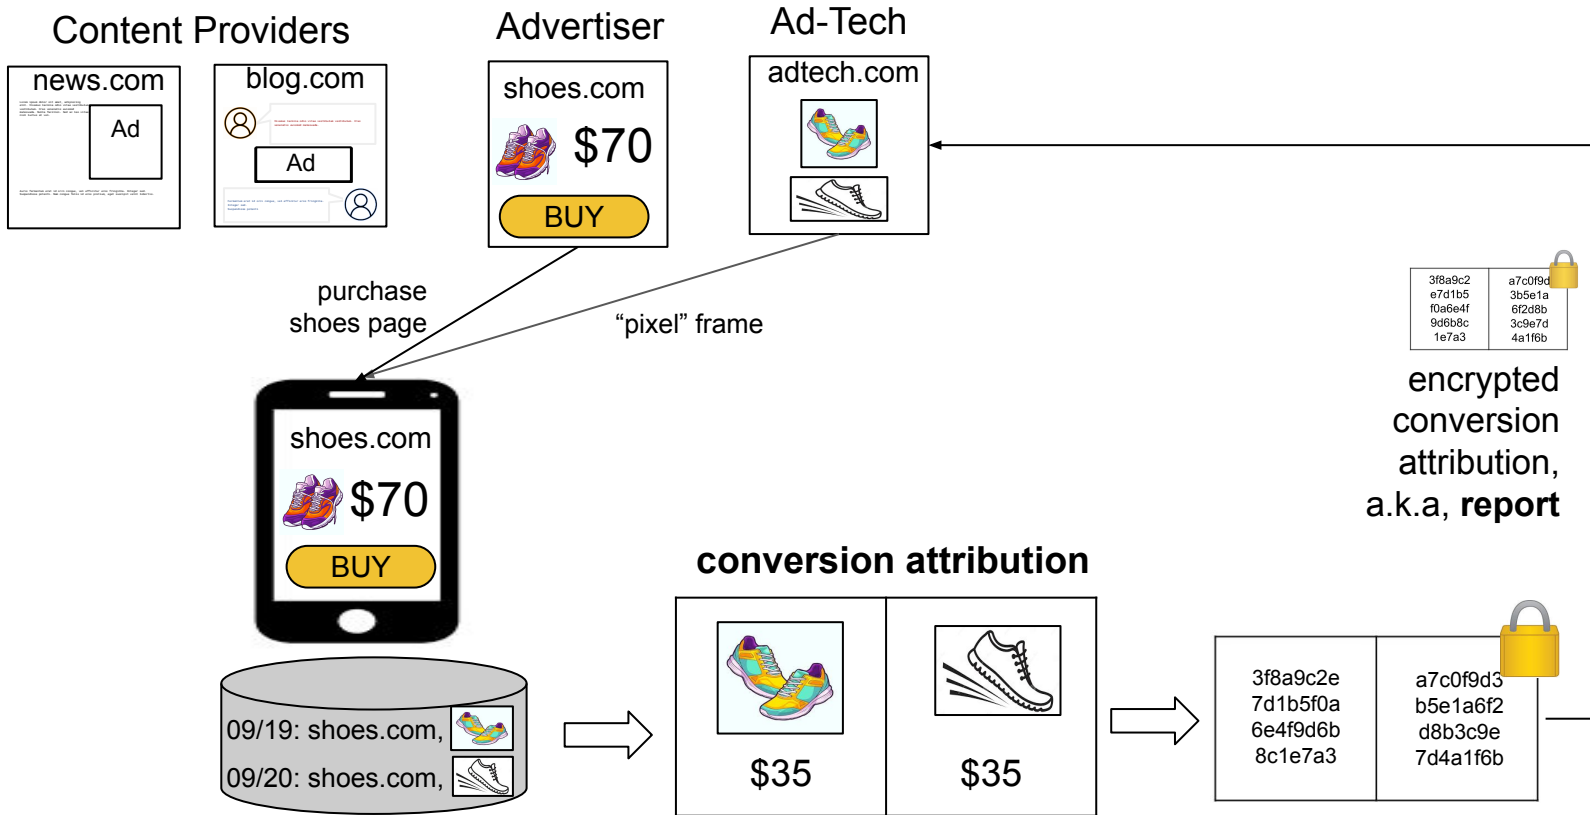 Content Providers
Advertiser
Ad-Tech
news.com
Ad
blog.com
Ad
shoes.com
$70
BUY
adtech.com
purchase
shoes page
“pixel” frame
3f8a9c2
e7d1b5
f0a6e4f
9d6b8c
1e7a3
a7c0f9d
3b5e1a
6f2d8b
3c9e7d
4a1f6b
encrypted
conversion
attribution,
a.k.a, report
shoes.com
$70
BUY
09/19: shoes.com,
09/20: shoes.com,
conversion attribution
$35
$35
3f8a9c2e
7d1b5f0a
6e4f9d6b
8c1e7a3
a7c0f9d3
b5e1a6f2
d8b3c9e
7d4a1f6b